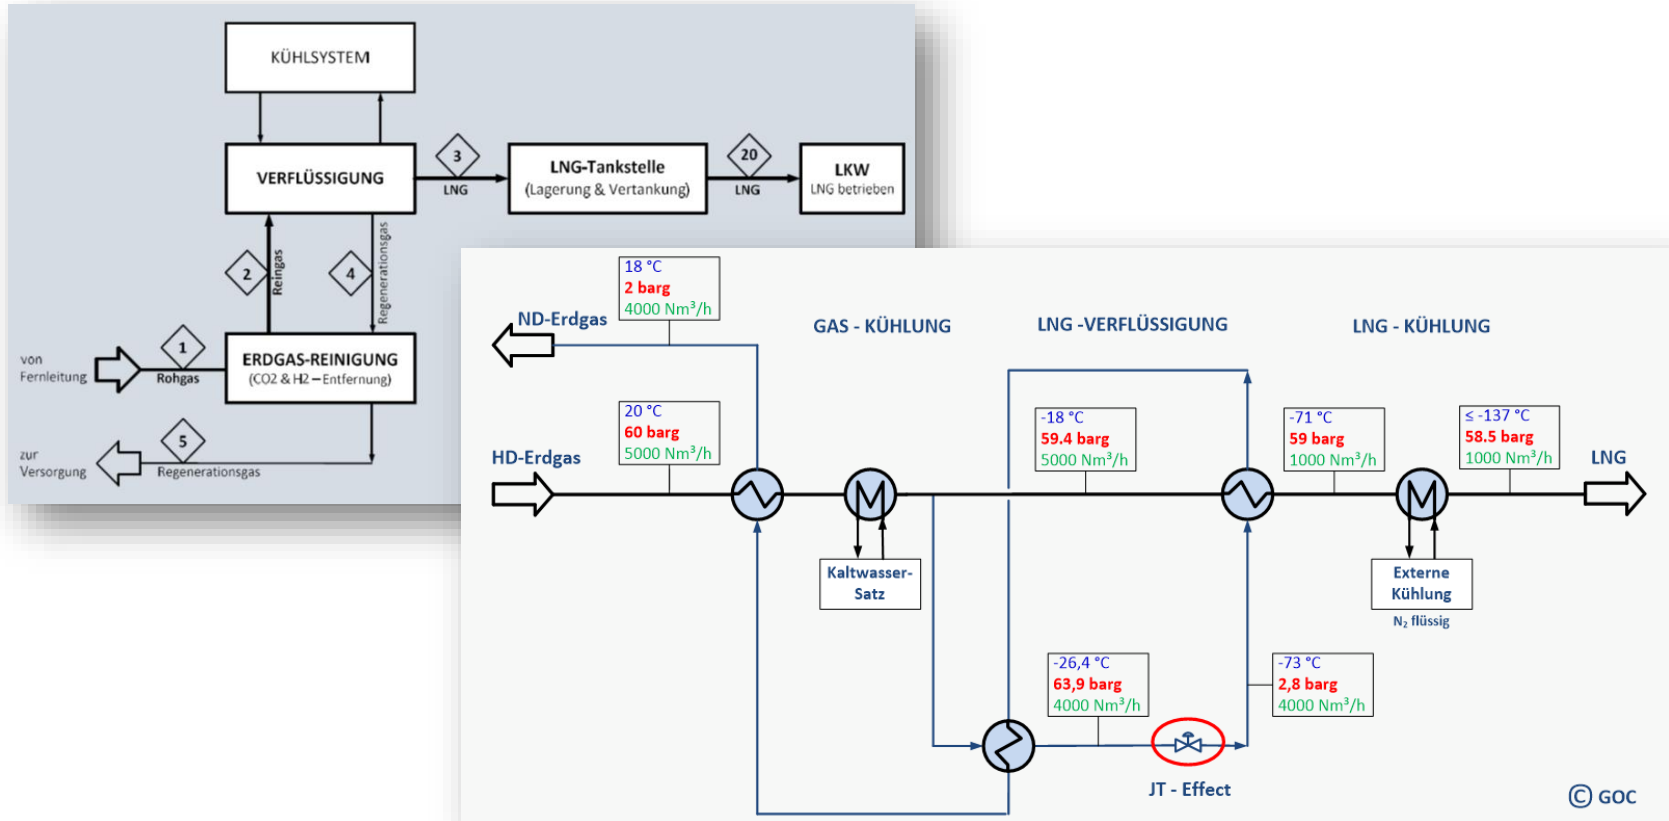 KÜHLSYSTEM
VERFLÜSSIGUNG
3
LNG
LNG-Tankstelle
(Lagerung & Vertankung)
20
LNG
LKW
LNG betrieben
2
Reingas
4
Regenerationsgas
von
Fernleitung
1
Rohgas
ERDGAS-REINIGUNG
(CO2 & H2 – Entfernung)
zur
Versorgung
5
Regenerationsgas
18 °C
2 barg
4000 Nm³/h
ND-Erdgas
GAS - KÜHLUNG
LNG -VERFLÜSSIGUNG
LNG - KÜHLUNG
20 °C
60 barg
5000 Nm³/h
-18 °C
59.4 barg
5000 Nm³/h
-71 °C
59 barg
1000 Nm³/h
≤ -137 °C
58.5 barg
1000 Nm³/h
HD-Erdgas
LNG
Kaltwasser-
Satz
Externe
Kühlung
N₂ flüssig
-26,4 °C
63,9 barg
4000 Nm³/h
-73 °C
2,8 barg
4000 Nm³/h
JT - Effect
© GOC